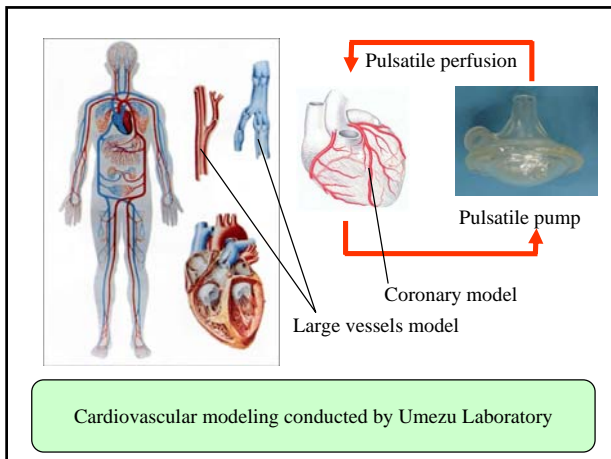 Pulsatile perfusion
Pulsatile pump
Coronary model
Large vessels model
Cardiovascular modeling conducted by Umezu Laboratory